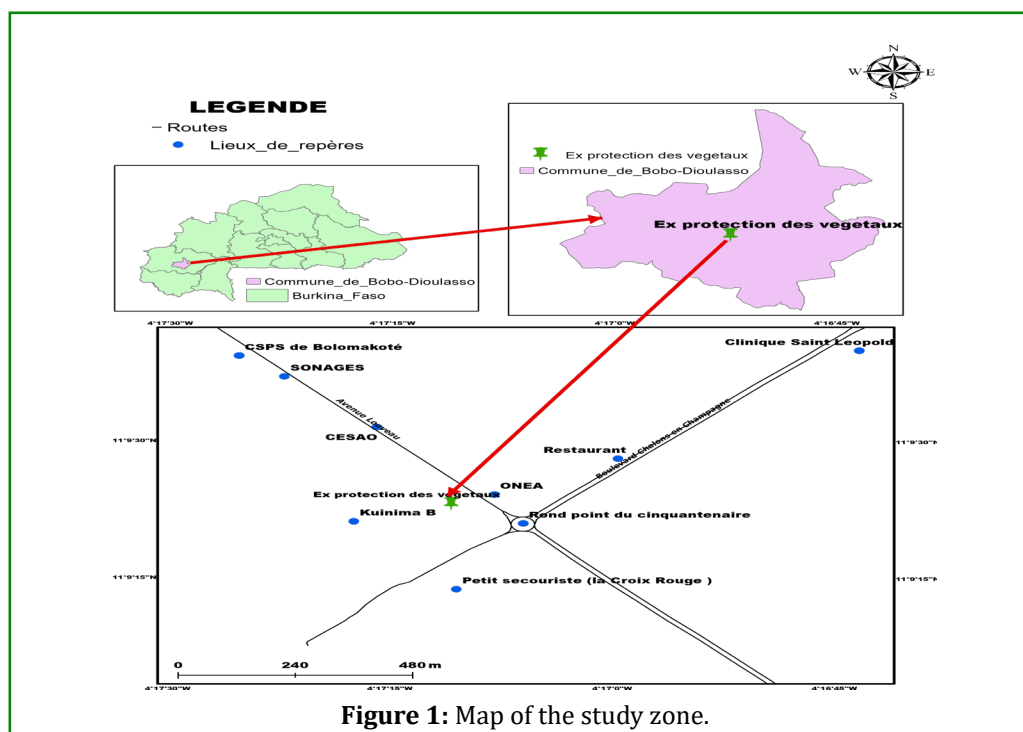 N
W E
S
LEGENDE
Routes
Lieux_de_repères
Commune_de_Bobo-Dioulasso
Burkina_Faso
Ex protection des vegetaux
Commune_de_Bobo-Dioulasso
Ex protection des vegetaux
4°17'30"W 4°17'15"W 4°17'0"W 4°16'45"W
CSPS de Bolomakoté
Clinique Saint Leopold
SONAGES
Avenue Louveau
CESAO
Boulevard Chalons-en-Champagne
11°9'30"N 11°9'30"N
Restaurant
ONEA
Ex protection des vegetaux
Kuinima B
Rond point du cinquantenaire
11°9'15"N 11°9'15"N
Petit secouriste (la Croix Rouge )
0 240 480 m
4°17'30"W 4°17'15"W 4°17'0"W 4°16'45"W
Figure 1: Map of the study zone.